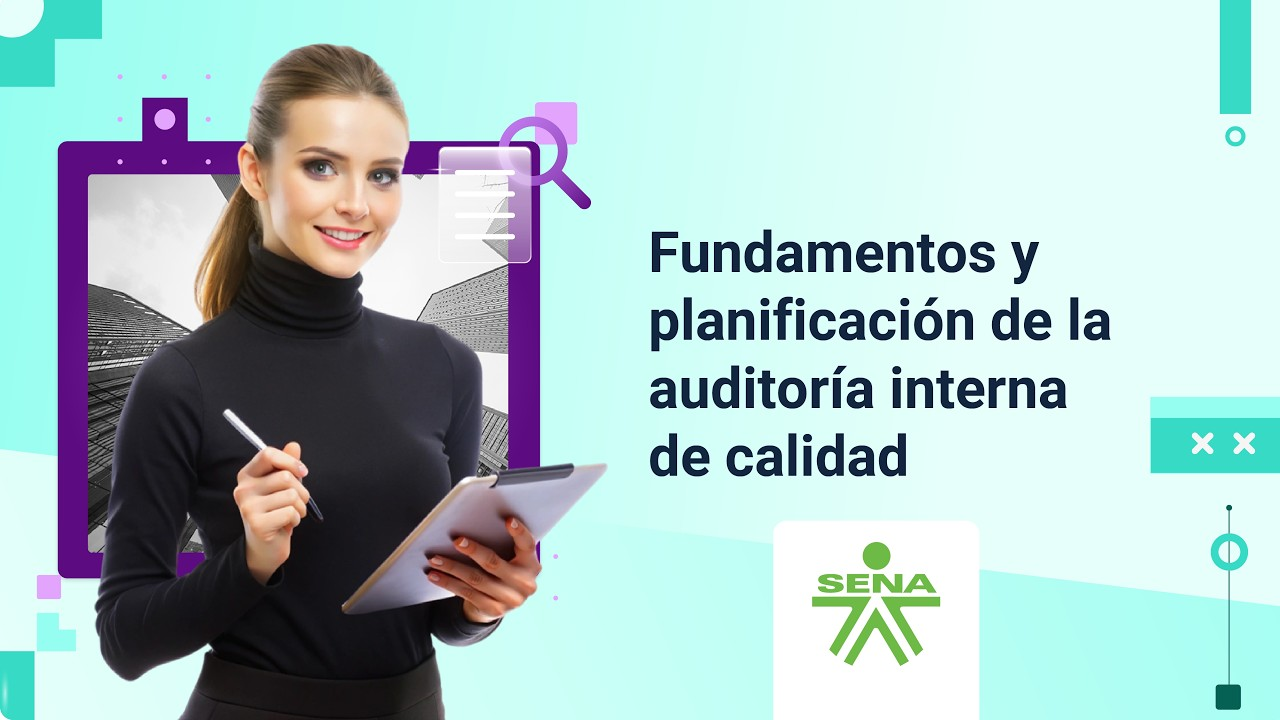 Fundamentos y
planificación de la
auditoría interna
de calidad
SENA